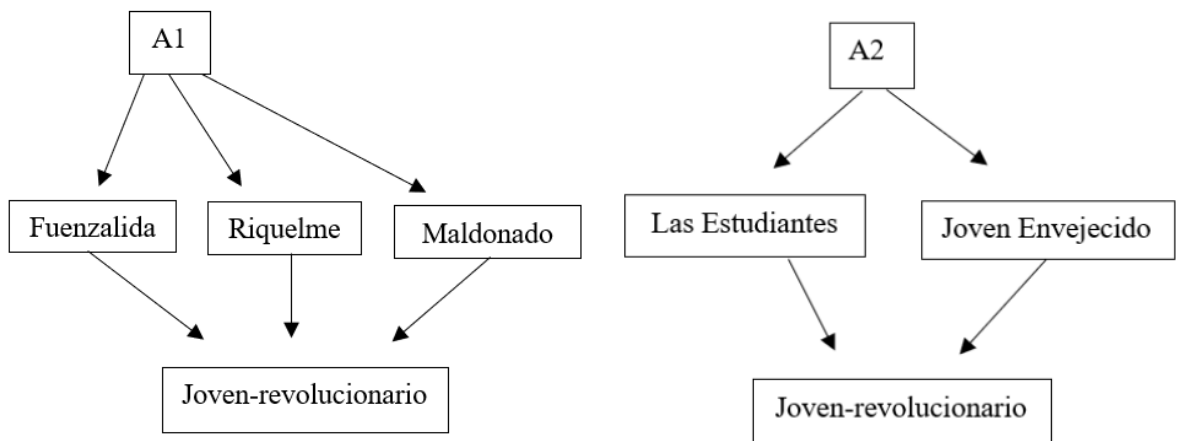 A1
Fuenzalida
Riquelme
Maldonado
Joven-revolucionario
A2
Las Estudiantes
Joven Envejecido
Joven-revolucionario